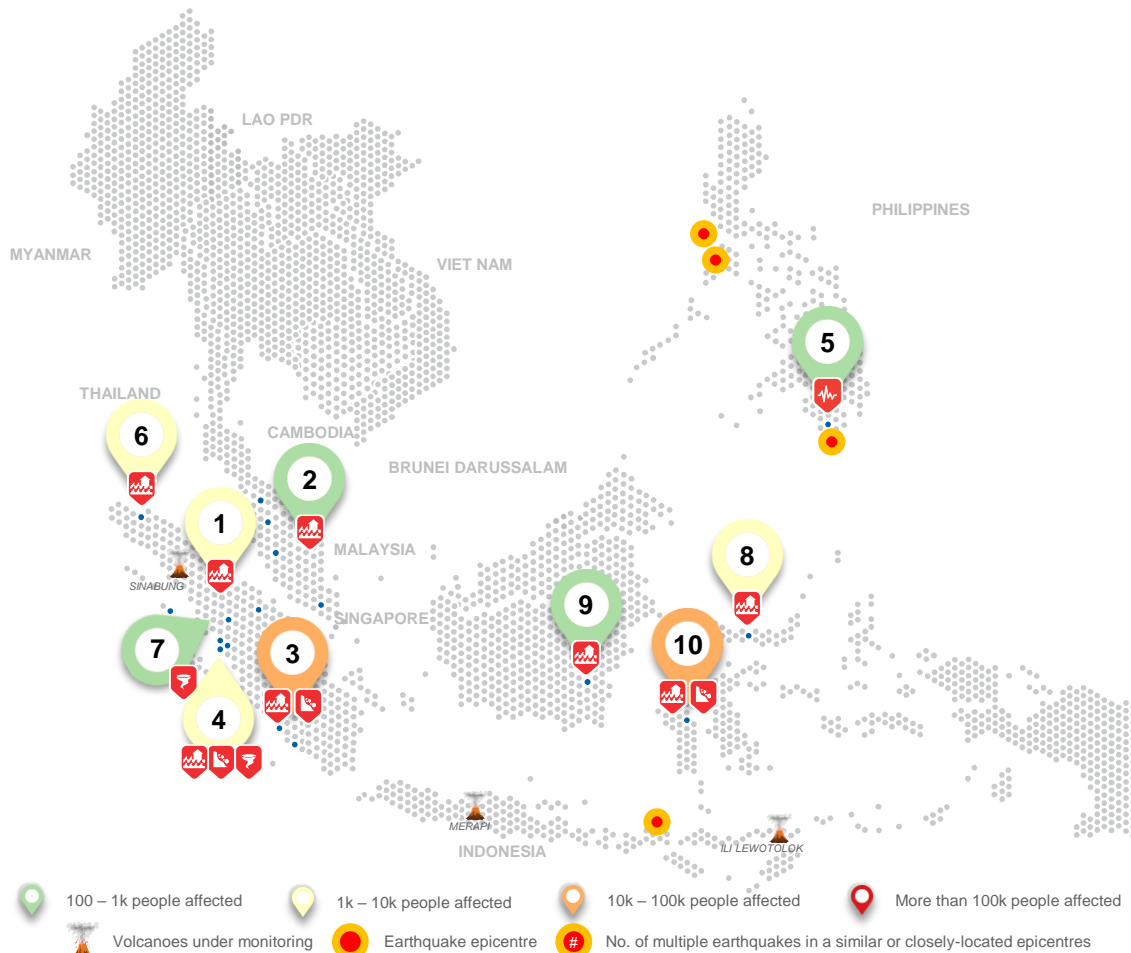 LAO PDR
PHILIPPINES
MYANMAR
VIET NAM
5
THAILAND
6
CAMBODIA
BRUNEI DARUSSALAM
2
1
MALAYSIA
8
SINABUNG
9
SINGAPORE
7
3
10
4
MERAPI
ILI LEWOTOLOK
INDONESIA
100 – 1k people affected
1k – 10k people affected
10k – 100k people affected
More than 100k people affected
Volcanoes under monitoring
Earthquake epicentre
# No. of multiple earthquakes in a similar or closely-located epicentres